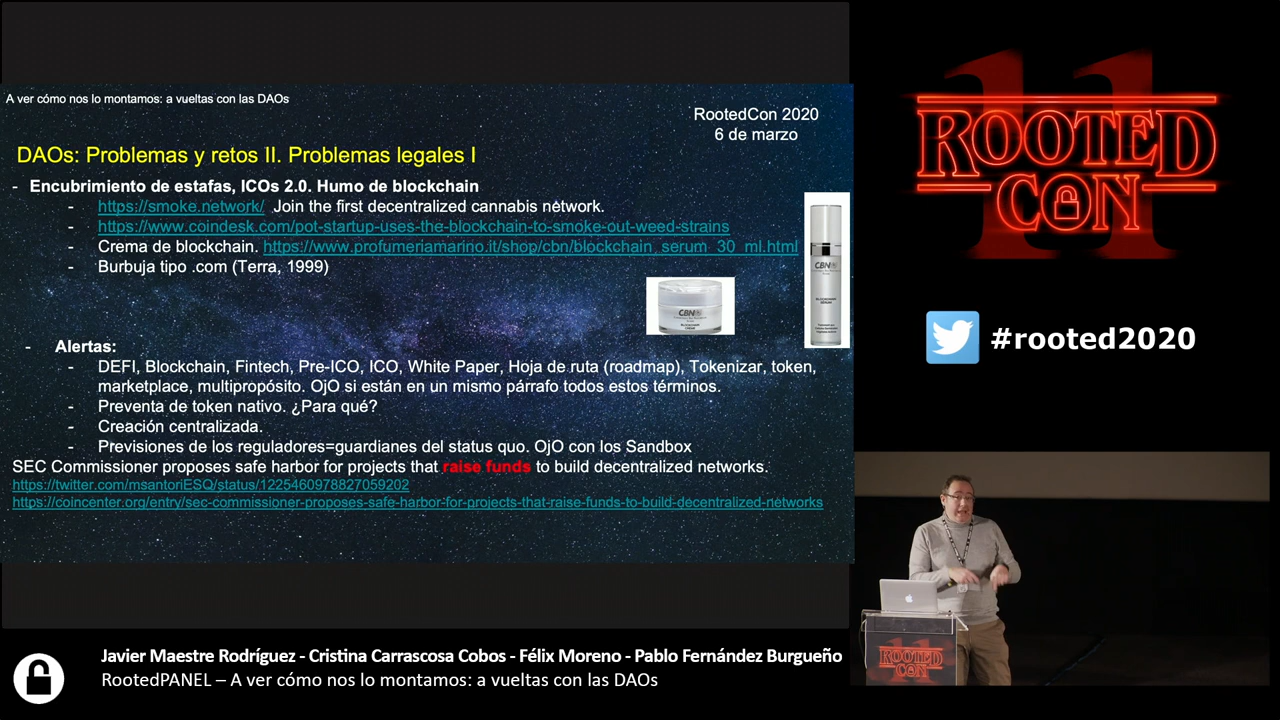 A ver cómo nos lo montamos: a vueltas con las DAOs
RootedCon 2020
6 de marzo
DAOs: Problemas y retos II. Problemas legales I
- Encubrimiento de estafas, ICOs 2.0. Humo de blockchain
- https://smoke.network/ Join the first decentralized cannabis network.
- https://www.coindesk.com/pot-startup-uses-the-blockchain-to-smoke-out-weed-strains
- Crema de blockchain. https://www.profumeriamarino.it/shop/cbn/blockchain_serum_30_ml.html
- Burbuja tipo .com (Terra, 1999)
CBN
CBN
- Alertas:
- DEFI, Blockchain, Fintech, Pre-ICO, ICO, White Paper, Hoja de ruta (roadmap), Tokenizar, token,
marketplace, multipropósito. OjO si están en un mismo párrafo todos estos términos.
- Preventa de token nativo. ¿Para qué?
- Creación centralizada.
- Previsiones de los reguladores=guardianes del status quo. OjO con los Sandbox
SEC Commissioner proposes safe harbor for projects that raise funds to build decentralized networks.
https://twitter.com/msantoriESQ/status/1225460978827059202
https://coincenter.org/entry/sec-commissioner-proposes-safe-harbor-for-projects-that-raise-funds-to-build-decentralized-networks
11
ROOTED
CON
#rooted2020
11
ROOTED
CON
Javier Maestre Rodríguez - Cristina Carrascosa Cobos - Félix Moreno - Pablo Fernández Burgueño
RootedPANEL – A ver cómo nos lo montamos: a vueltas con las DAOs